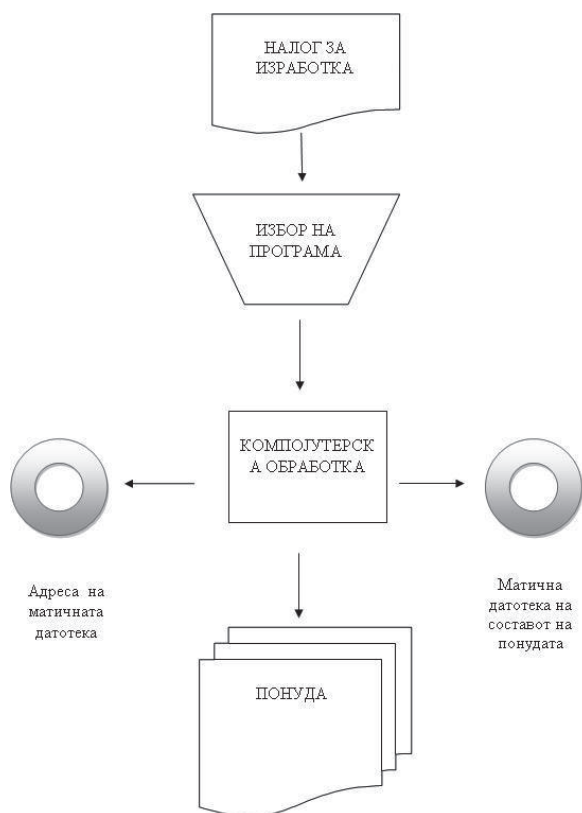 НАЛОГ ЗА
ИЗРАБОТКА
ИЗБОР НА
ПРОГРАМА
КОМПОЈУТЕРСК
А ОБРАБОТКА
Адреса на
матичната
датотека
Матична
датотека на
составот на
понудата
ПОНУДА